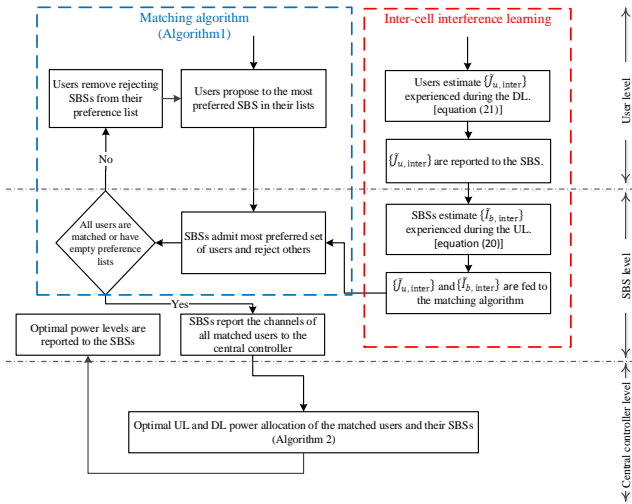 Matching algorithm
(Algorithm1)
Inter-cell interference learning
Users remove rejecting
SBSs from their
preference list
Users propose to the most
preferred SBS in their lists
Users estimate {J̃u, inter}
experienced during the DL.
[equation (21)]
{J̃u, inter} are reported to the SBS.
User level
No
All users are
matched or have
empty preference
lists
SBSs admit most preferred set
of users and reject others
SBSs estimate {Ĩb, inter}
experienced during the UL.
[equation (20)]
{J̃u, inter} and {Ĩb, inter} are fed to
the matching algorithm
SBS level
Yes
Optimal power levels are
reported to the SBSs
SBSs report the channels of
all matched users to the
central controller
Optimal UL and DL power allocation of the matched users and their SBSs
(Algorithm 2)
Central controller level